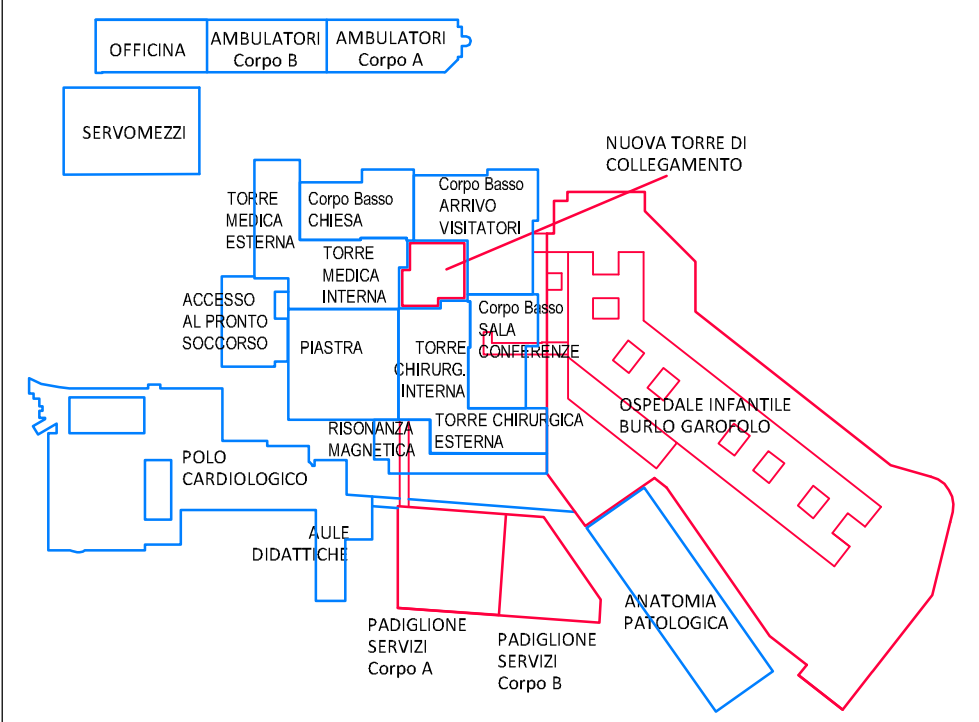 OFFICINA
AMBULATORI
Corpo B
AMBULATORI
Corpo A
SERVOMEZZI
NUOVA TORRE DI
COLLEGAMENTO
TORRE
MEDICA
ESTERNA
Corpo Basso
CHIESA
Corpo Basso
ARRIVO
VISITATORI
TORRE
MEDICA
INTERNA
ACCESSO
AL PRONTO
SOCCORSO
PIASTRA
TORRE
CHIRURG.
INTERNA
Corpo Basso
SALA
CONFERENZE
OSPEDALE INFANTILE
BURLO GAROFOLO
RISONANZA
MAGNETICA
TORRE CHIRURGICA
ESTERNA
POLO
CARDIOLOGICO
AULE
DIDATTICHE
PADIGLIONE
SERVIZI
Corpo A
PADIGLIONE
SERVIZI
Corpo B
ANATOMIA
PATOLOGICA